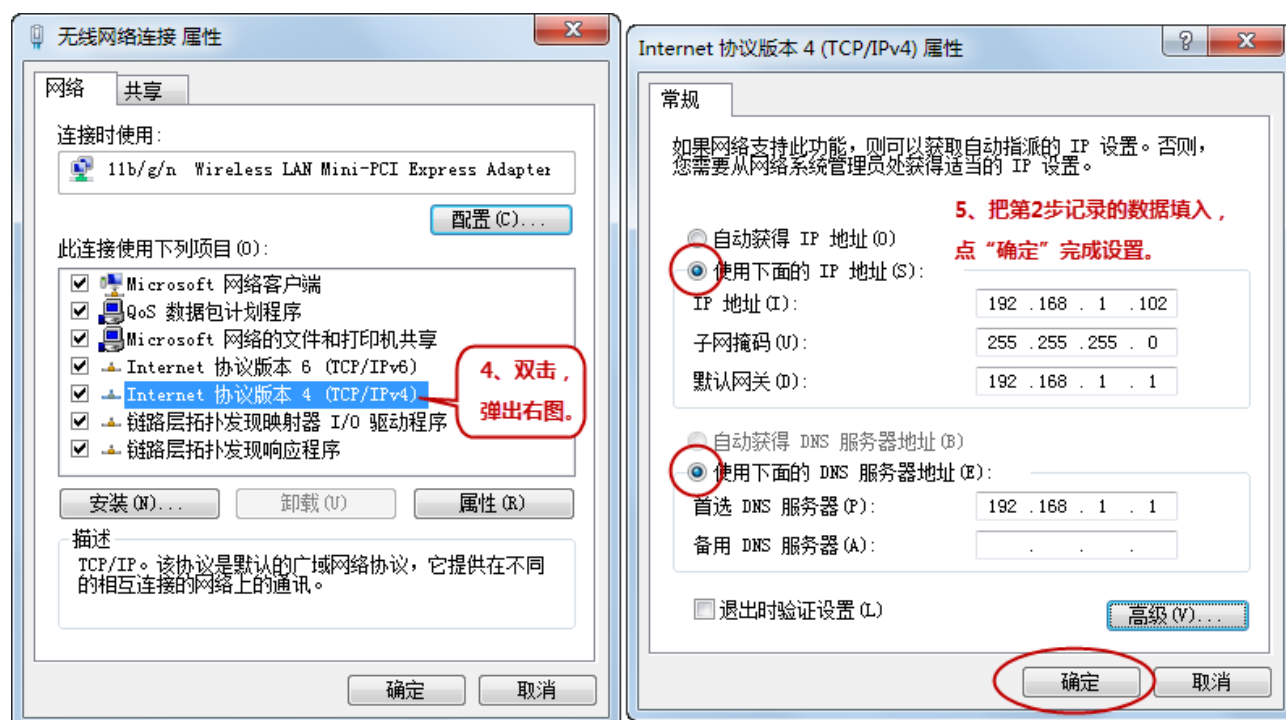 无线网络连接 属性
网络
共享
连接时使用:
11b/g/n Wireless LAN Mini-PCI Express Adapter
配置(C)...
此连接使用下列项目(O):
Microsoft 网络客户端
QoS 数据包计划程序
Microsoft 网络的文件和打印机共享
Internet 协议版本 6 (TCP/IPv6)
Internet 协议版本 4 (TCP/IPv4)
链路层拓扑发现映射器 I/O 驱动程序
链路层拓扑发现响应程序
4、双击，
弹出右图。
安装(N)...
卸载(U)
属性(R)
描述
TCP/IP。该协议是默认的广域网络协议，它提供在不同
的相互连接的网络上的通讯。
确定
取消
Internet 协议版本 4 (TCP/IPv4) 属性
常规
如果网络支持此功能，则可以获取自动指派的 IP 设置。否则，
您需要从网络系统管理员处获得适当的 IP 设置。
5、把第2步记录的数据填入，
点“确定”完成设置。
自动获得 IP 地址(O)
使用下面的 IP 地址(S):
IP 地址(I):
192 .168 . 1 .102
子网掩码(U):
255 .255 .255 . 0
默认网关(D):
192 .168 . 1 . 1
自动获得 DNS 服务器地址(B)
使用下面的 DNS 服务器地址(E):
首选 DNS 服务器(P):
192 .168 . 1 . 1
备用 DNS 服务器(A):
. . .
退出时验证设置(L)
高级(V)...
确定
取消